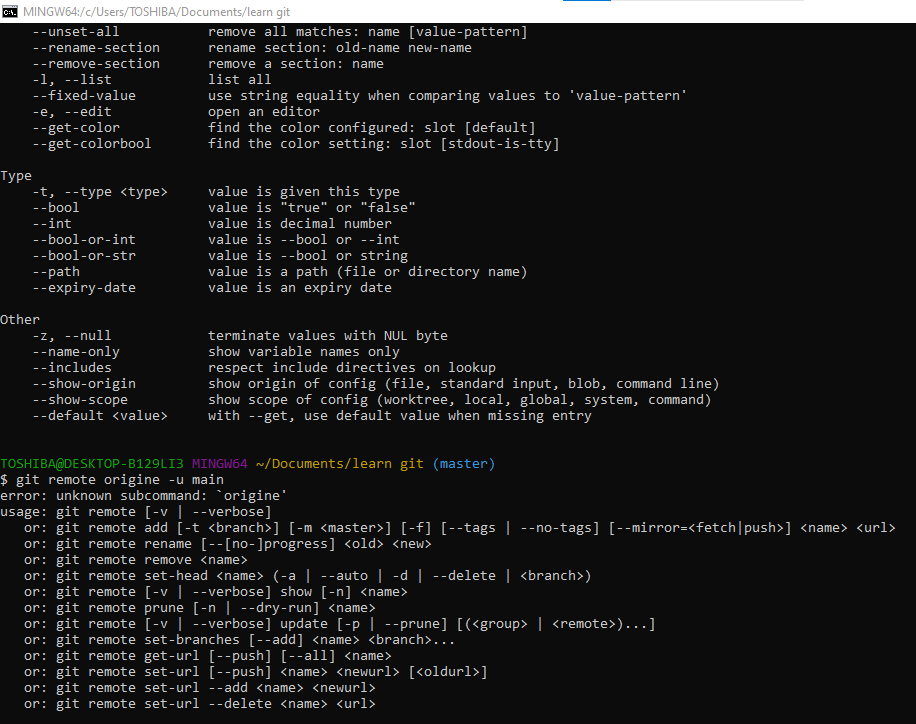 MINGW64:/c/Users/TOSHIBA/Documents/learn git
--unset-all remove all matches: name [value-pattern]
--rename-section rename section: old-name new-name
--remove-section remove a section: name
-l, --list list all
--fixed-value use string equality when comparing values to 'value-pattern'
-e, --edit open an editor
--get-color find the color configured: slot [default]
--get-colorbool find the color setting: slot [stdout-is-tty]
Type
-t, --type <type> value is given this type
--bool value is "true" or "false"
--int value is decimal number
--bool-or-int value is --bool or --int
--bool-or-str value is --bool or string
--path value is a path (file or directory name)
--expiry-date value is an expiry date
Other
-z, --null terminate values with NUL byte
--name-only show variable names only
--includes respect include directives on lookup
--show-origin show origin of config (file, standard input, blob, command line)
--show-scope show scope of config (worktree, local, global, system, command)
--default <value> with --get, use default value when missing entry
TOSHIBA@DESKTOP-B129LI3 MINGW64 ~/Documents/learn git (master)
$ git remote origine -u main
error: unknown subcommand: `origine'
usage: git remote [-v | --verbose]
or: git remote add [-t <branch>] [-m <master>] [-f] [--tags | --no-tags] [--mirror=<fetch|push>] <name> <url>
or: git remote rename [--[no-]progress] <old> <new>
or: git remote remove <name>
or: git remote set-head <name> (-a | --auto | -d | --delete | <branch>)
or: git remote [-v | --verbose] show [-n] <name>
or: git remote prune [-n | --dry-run] <name>
or: git remote [-v | --verbose] update [-p | --prune] [(<group> | <remote>)...]
or: git remote set-branches [--add] <name> <branch>...
or: git remote get-url [--push] [--all] <name>
or: git remote set-url [--push] <name> <newurl> [<oldurl>]
or: git remote set-url --add <name> <newurl>
or: git remote set-url --delete <name> <url>